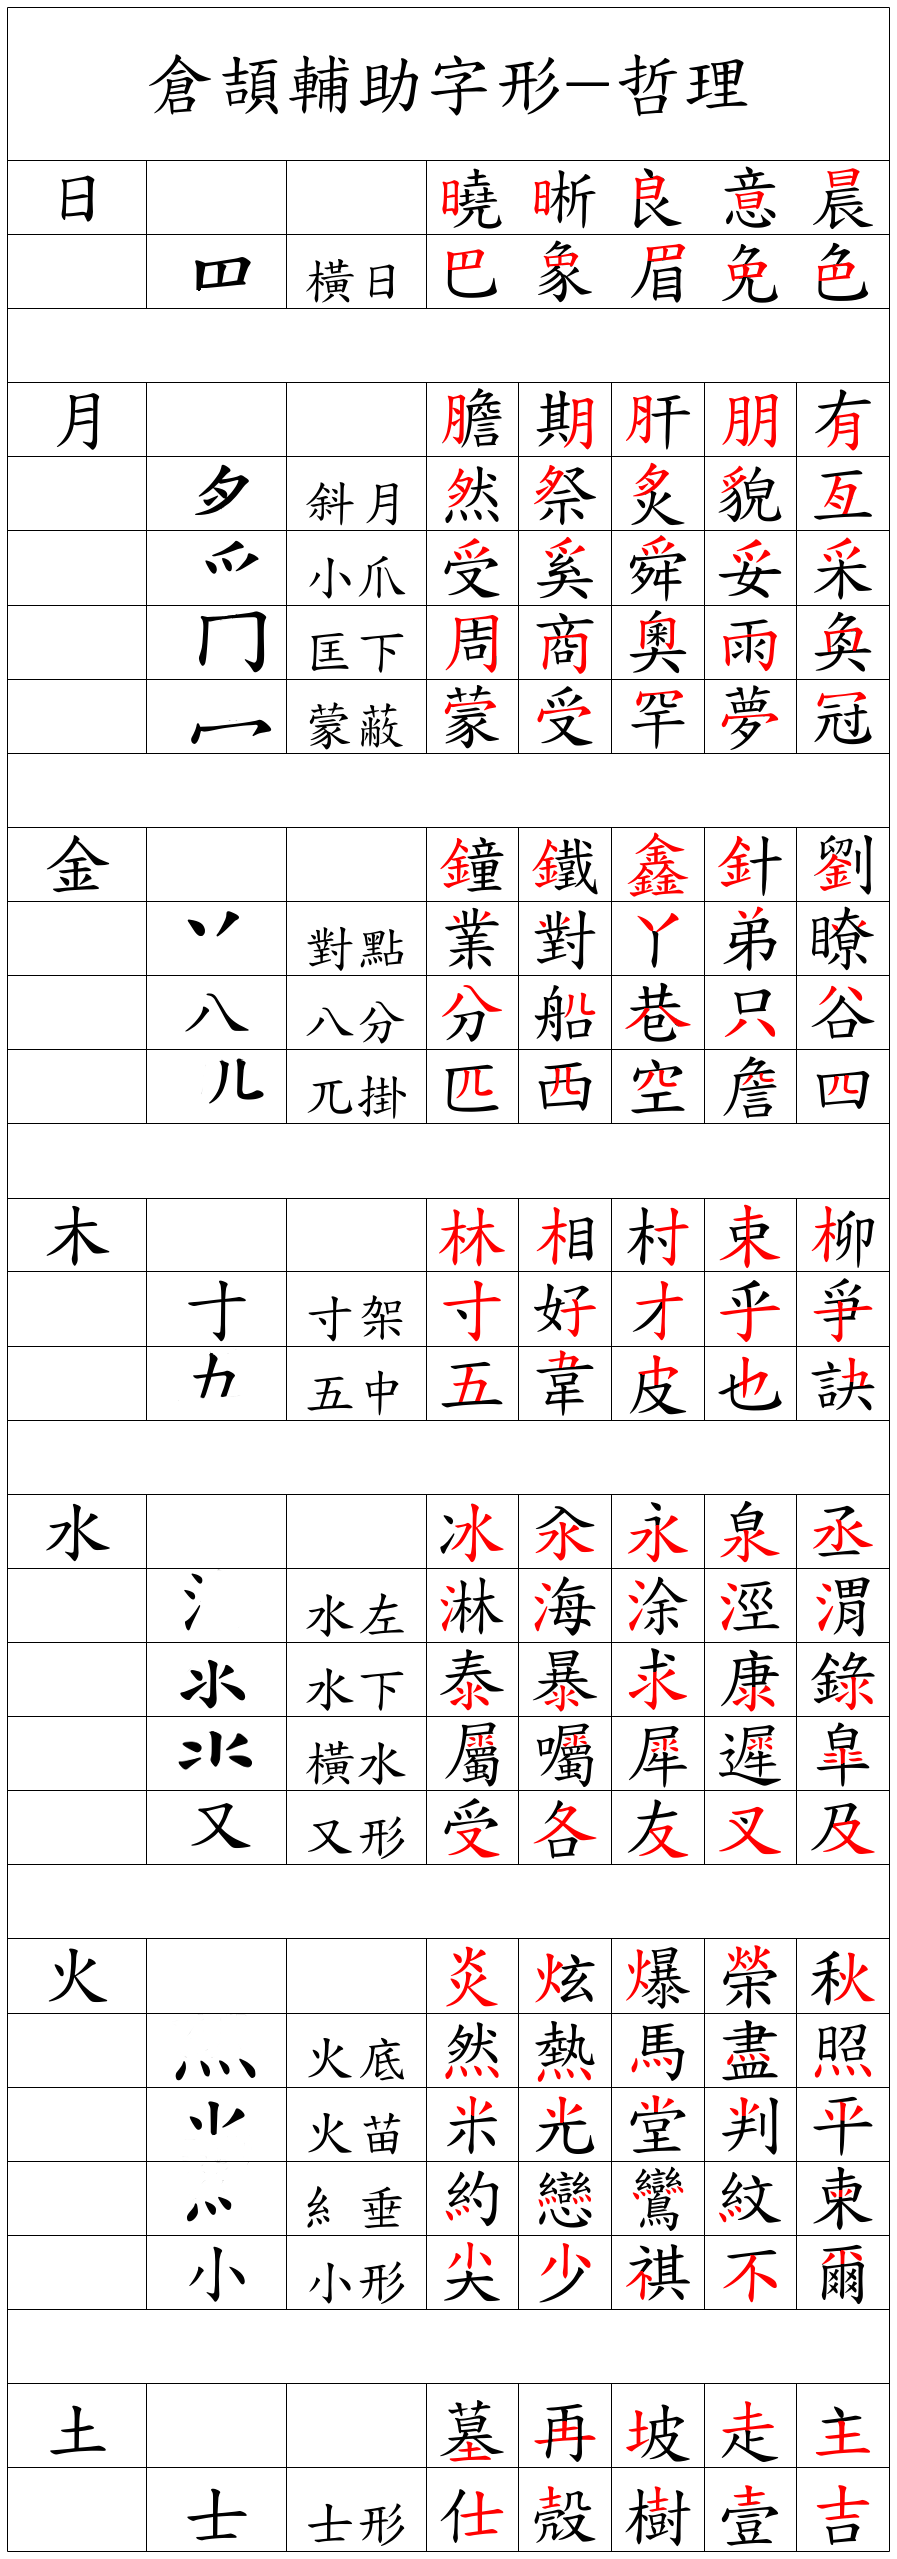 倉頡輔助字形—哲理
日 曉 晰 良 意 晨
橫日 巴 象 眉 免 色
月 膽 期 肝 朋 有
斜月 然 祭 炙 貌 互
爫 小爪 受 奚 舜 妥 采
冂 匡下 周 商 奧 雨 奐
冖 蒙蔽 蒙 受 罕 夢 冠
金 鐘 鐵 鑫 針 劉
丷 對點 業 對 丫 弟 瞭
八 八分 分 船 巷 只 谷
兀掛 匹 西 空 詹 四
木 林 相 村 束 柳
寸架 寸 好 才 乎 爭
五中 五 韋 皮 也 訣
水 冰 汆 永 泉 丞
氵 水左 淋 海 涂 涇 渭
氺 水下 泰 暴 求 康 錄
橫水 屬 囑 犀 遲 皐
又 又形 受 各 友 叉 及
火 炎 炫 爆 榮 秋
灬 火底 然 熱 馬 盡 照
火苗 米 光 堂 判 平
糹垂 約 戀 鸞 紋 柬
小 小形 尖 少 祺 不 爾
土 墓 再 坡 走 主
士 士形 仕 殼 樹 壹 吉